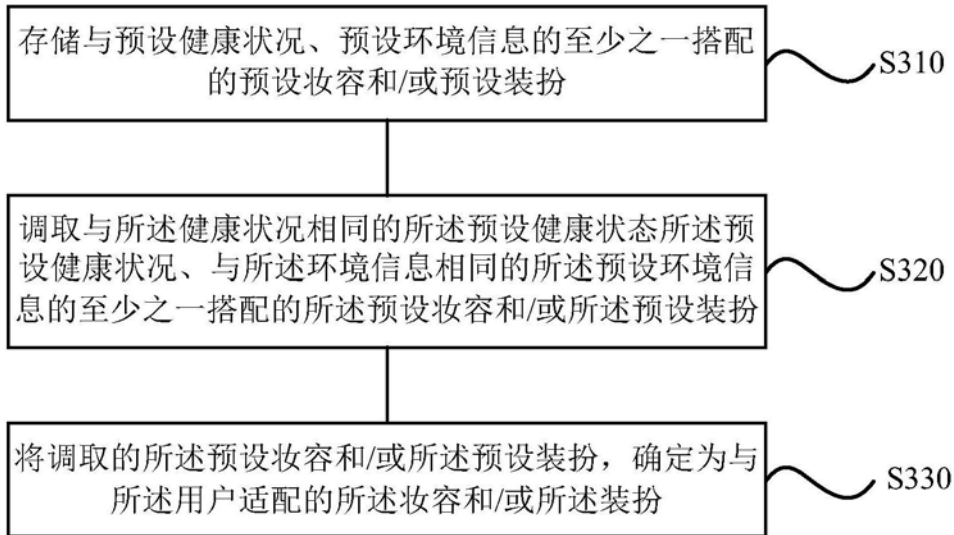 存储与预设健康状况、预设环境信息的至少之一搭配
的预设妆容和/或预设装扮
S310
调取与所述健康状况相同的所述预设健康状态所述预
设健康状况、与所述环境信息相同的所述预设环境信
息的至少之一搭配的所述预设妆容和/或所述预设装扮
S320
将调取的所述预设妆容和/或所述预设装扮，确定为与
所述用户适配的所述妆容和/或所述装扮
S330